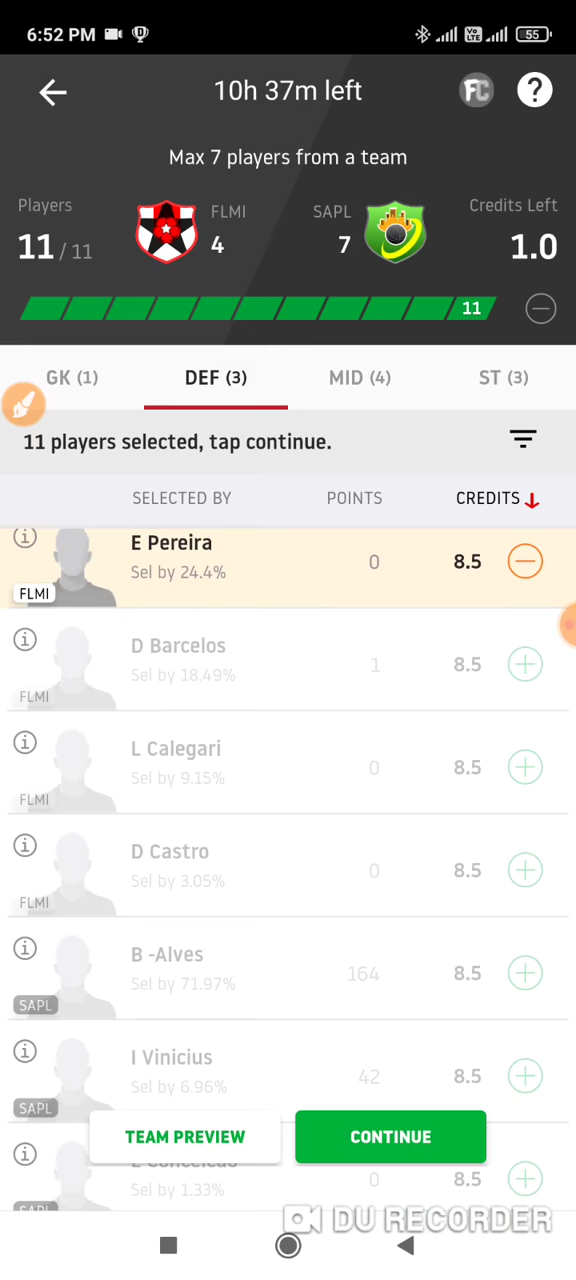 6:52 PM
Vo LTE
55
10h 37m left
FC
?
Max 7 players from a team
Players
FLMI
SAPL
Credits Left
11 / 11
4
7
1.0
11
GK (1)
DEF (3)
MID (4)
ST (3)
11 players selected, tap continue.
SELECTED BY
POINTS
CREDITS
E Pereira
Sel by 24.4%
0
8.5
FLMI
D Barcelos
Sel by 18.49%
1
8.5
FLMI
L Calegari
Sel by 9.15%
0
8.5
FLMI
D Castro
Sel by 3.05%
0
8.5
FLMI
B -Alves
Sel by 71.97%
164
8.5
SAPL
I Vinicius
Sel by 6.96%
42
8.5
SAPL
TEAM PREVIEW
CONTINUE
Sel by 1.33%
0
8.5
SAPL
DU RECORDER